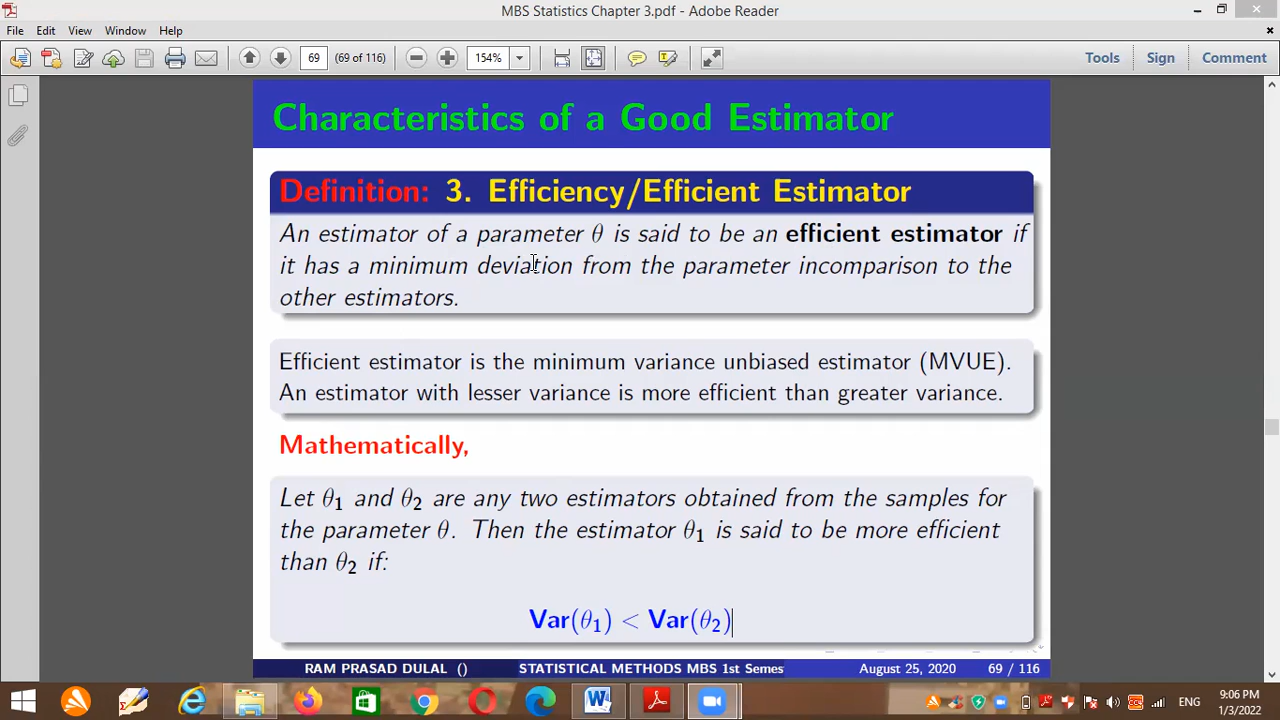 MBS Statistics Chapter 3.pdf - Adobe Reader
File Edit View Window Help
69 (69 of 116) 154% Tools Sign Comment
Characteristics of a Good Estimator
Definition: 3. Efficiency/Efficient Estimator
An estimator of a parameter θ is said to be an efficient estimator if
it has a minimum deviation from the parameter incomparison to the
other estimators.
Efficient estimator is the minimum variance unbiased estimator (MVUE).
An estimator with lesser variance is more efficient than greater variance.
Mathematically,
Let θ₁ and θ₂ are any two estimators obtained from the samples for
the parameter θ. Then the estimator θ₁ is said to be more efficient
than θ₂ if:
Var(θ₁) < Var(θ₂)
RAM PRASAD DULAL () STATISTICAL METHODS MBS 1st Semes August 25, 2020 69 / 116
ENG
9:06 PM
1/3/2022